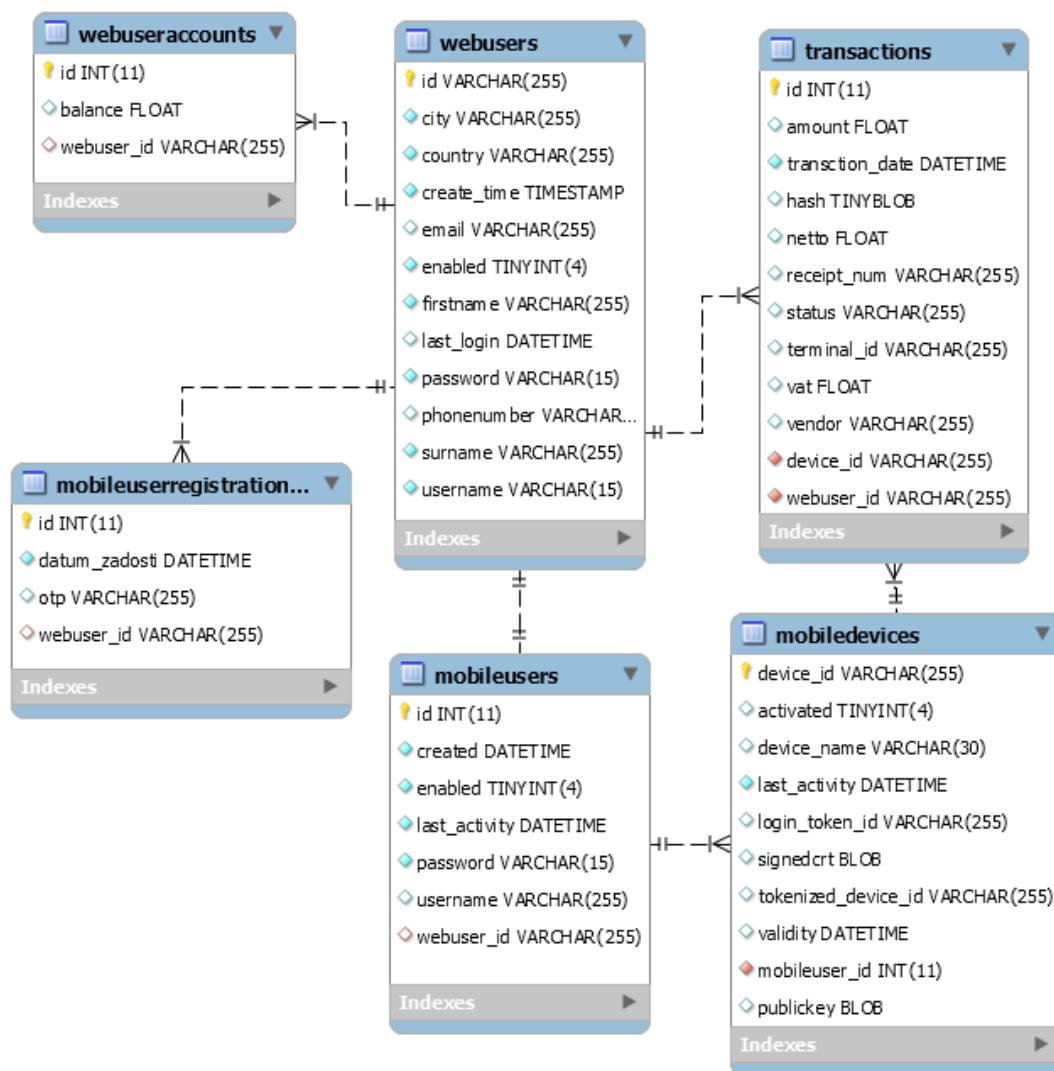 webuseraccounts
id INT(11)
balance FLOAT
webuser_id VARCHAR(255)
Indexes
webusers
id VARCHAR(255)
city VARCHAR(255)
country VARCHAR(255)
create_time TIMESTAMP
email VARCHAR(255)
enabled TINYINT(4)
firstname VARCHAR(255)
last_login DATETIME
password VARCHAR(15)
phonenumber VARCHAR...
surname VARCHAR(255)
username VARCHAR(15)
Indexes
transactions
id INT(11)
amount FLOAT
transction_date DATETIME
hash TINYBLOB
netto FLOAT
receipt_num VARCHAR(255)
status VARCHAR(255)
terminal_id VARCHAR(255)
vat FLOAT
vendor VARCHAR(255)
device_id VARCHAR(255)
webuser_id VARCHAR(255)
Indexes
mobileuserregistration...
id INT(11)
datum_zadosti DATETIME
otp VARCHAR(255)
webuser_id VARCHAR(255)
Indexes
mobileusers
id INT(11)
created DATETIME
enabled TINYINT(4)
last_activity DATETIME
password VARCHAR(15)
username VARCHAR(255)
webuser_id VARCHAR(255)
Indexes
mobiledevices
device_id VARCHAR(255)
activated TINYINT(4)
device_name VARCHAR(30)
last_activity DATETIME
login_token_id VARCHAR(255)
signedcrt BLOB
tokenized_device_id VARCHAR(255)
validity DATETIME
mobileuser_id INT(11)
publickey BLOB
Indexes